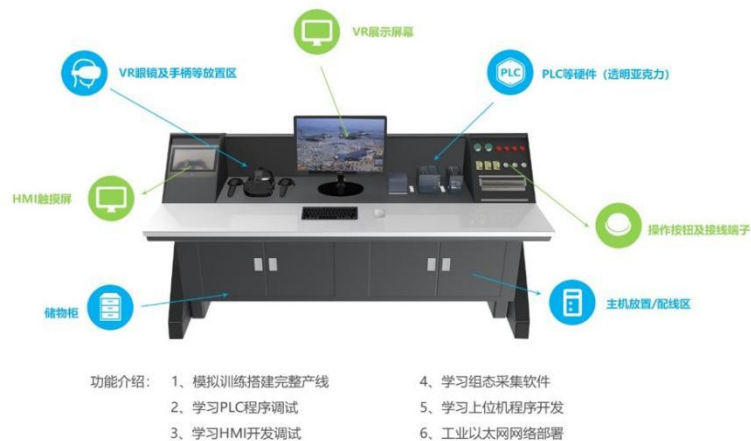 VR展示屏幕
VR眼镜及手柄等放置区
PLC
PLC等硬件（透明亚克力）
HMI触摸屏
操作按钮及接线端子
储物柜
主机放置/配线区
功能介绍： 1、模拟训练搭建完整产线
2、学习PLC程序调试
3、学习HMI开发调试
4、学习组态采集软件
5、学习上位机程序开发
6、工业以太网网络部署